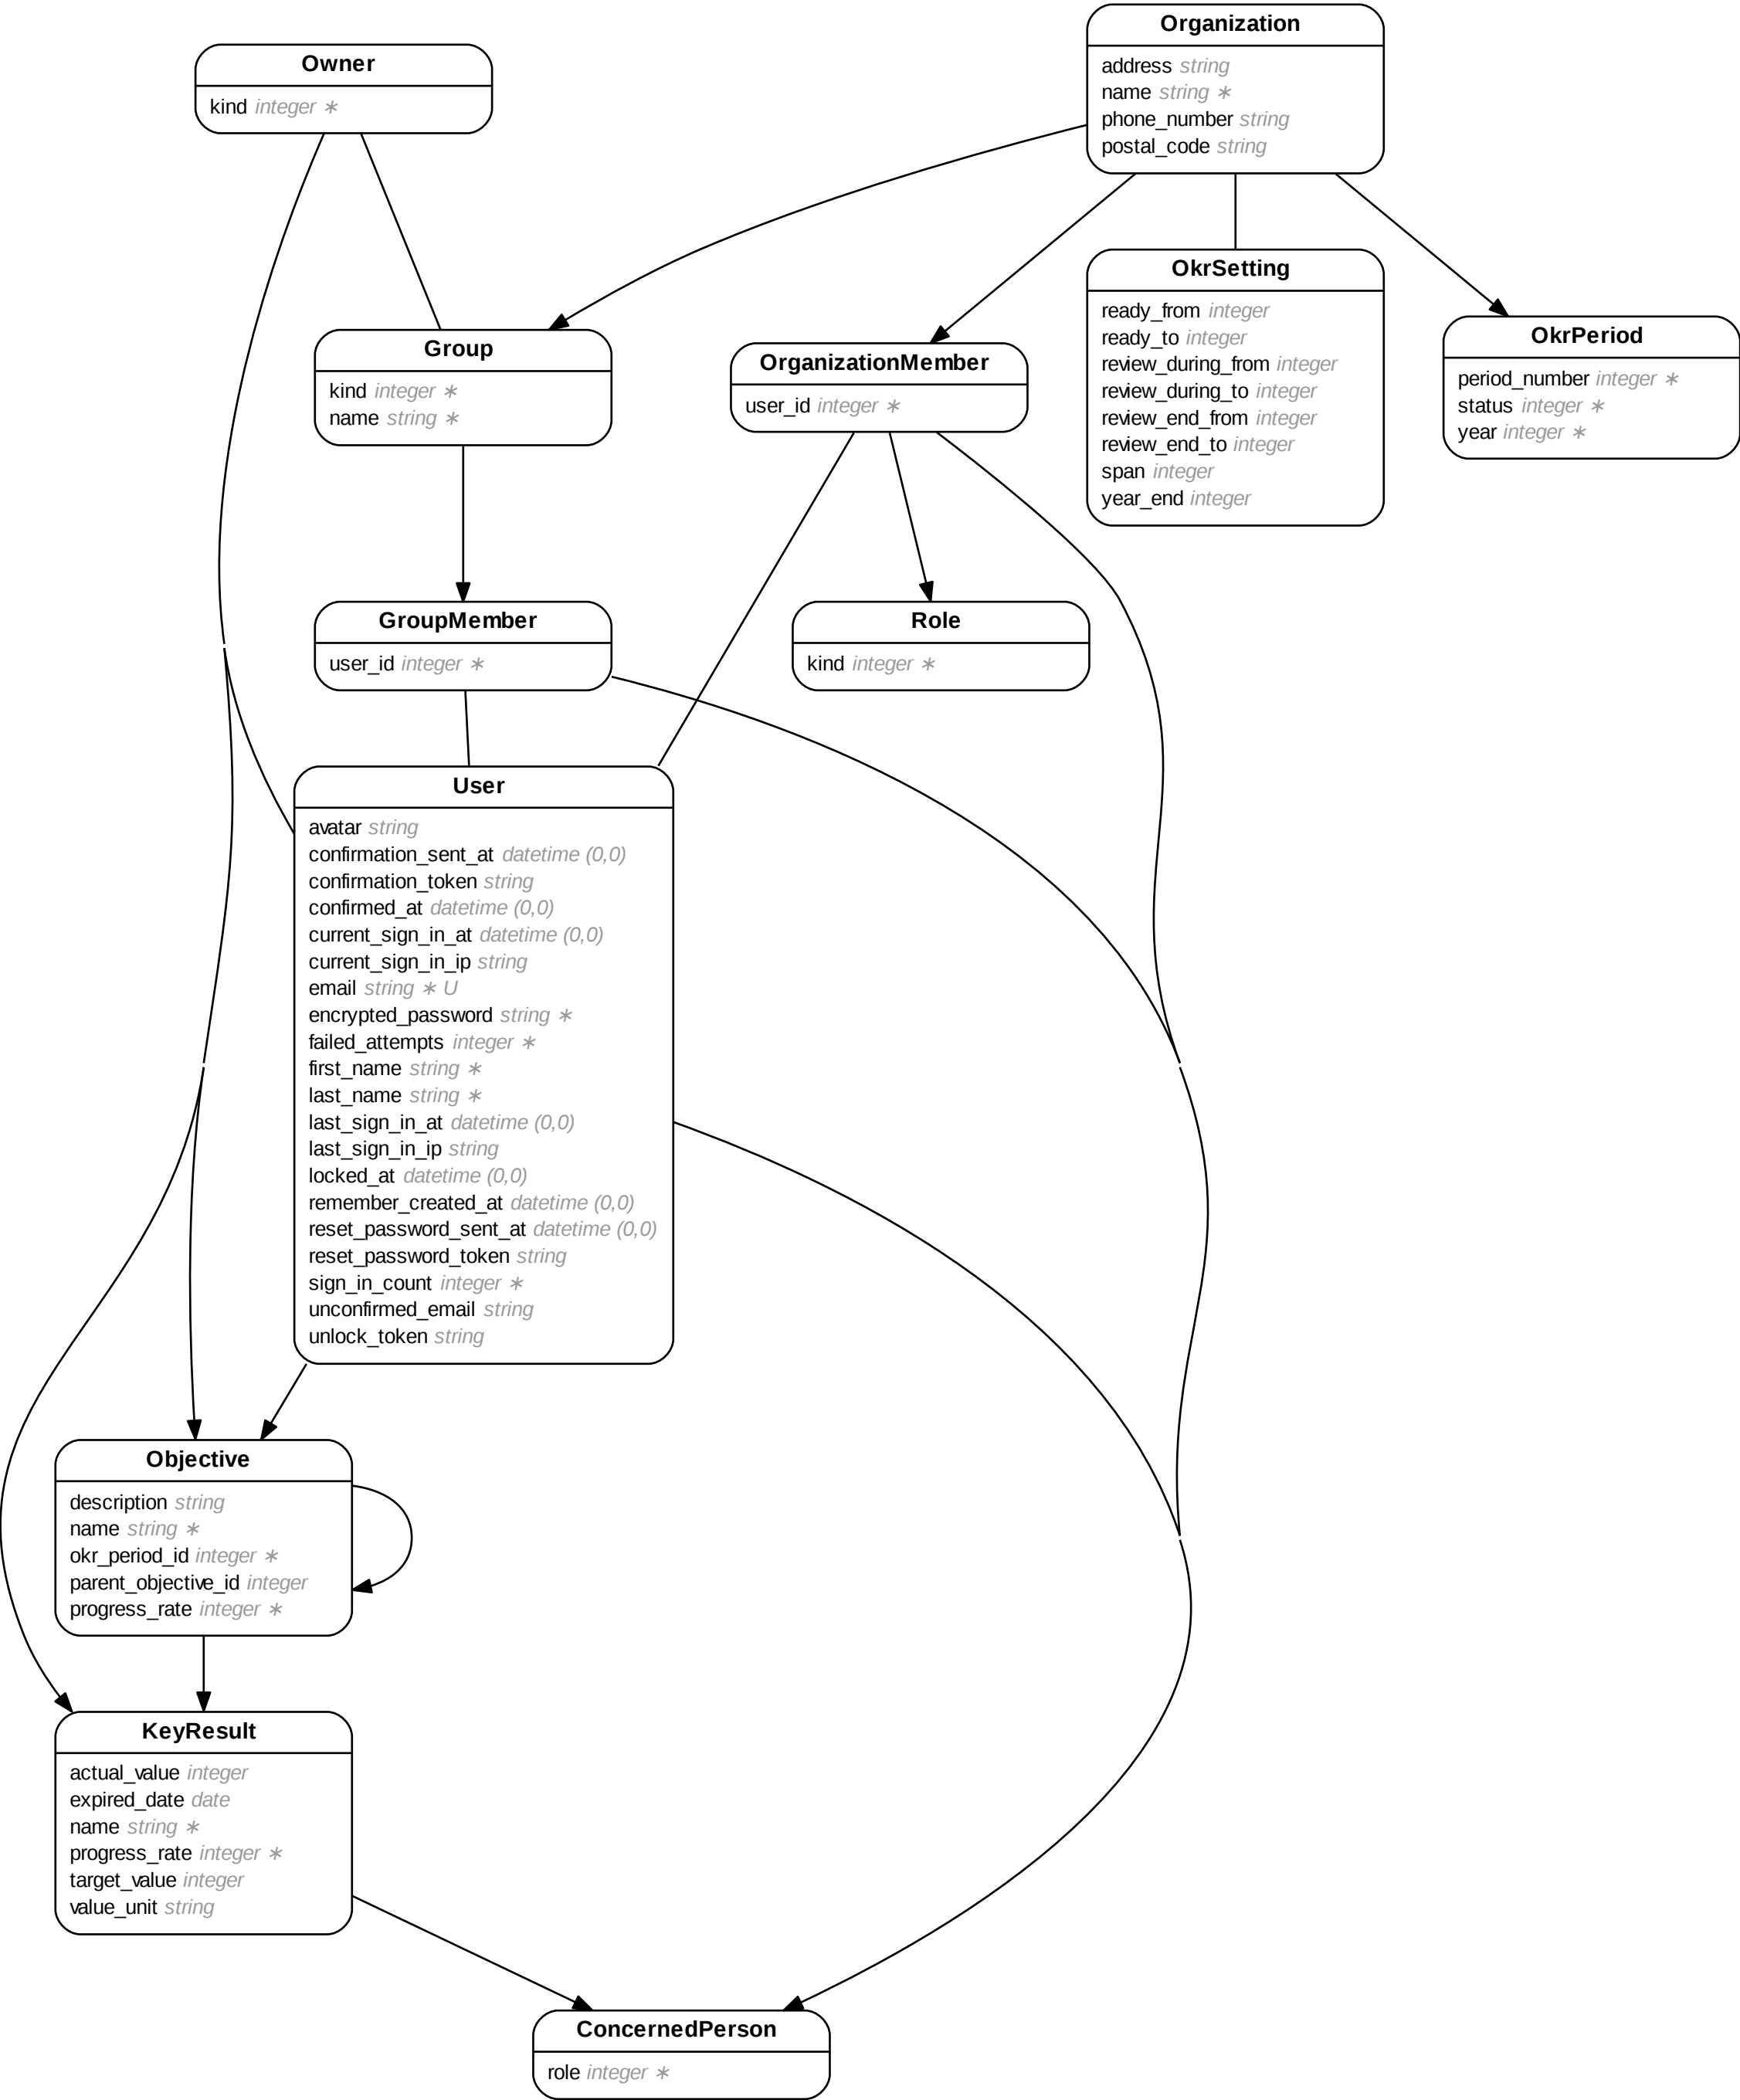 Organization
address string
name string ∗
phone_number string
postal_code string
Owner
kind integer ∗
OkrSetting
ready_from integer
ready_to integer
review_during_from integer
review_during_to integer
review_end_from integer
review_end_to integer
span integer
year_end integer
OkrPeriod
period_number integer ∗
status integer ∗
year integer ∗
Group
kind integer ∗
name string ∗
OrganizationMember
user_id integer ∗
GroupMember
user_id integer ∗
Role
kind integer ∗
User
avatar string
confirmation_sent_at datetime (0,0)
confirmation_token string
confirmed_at datetime (0,0)
current_sign_in_at datetime (0,0)
current_sign_in_ip string
email string ∗ U
encrypted_password string ∗
failed_attempts integer ∗
first_name string ∗
last_name string ∗
last_sign_in_at datetime (0,0)
last_sign_in_ip string
locked_at datetime (0,0)
remember_created_at datetime (0,0)
reset_password_sent_at datetime (0,0)
reset_password_token string
sign_in_count integer ∗
unconfirmed_email string
unlock_token string
Objective
description string
name string ∗
okr_period_id integer ∗
parent_objective_id integer
progress_rate integer ∗
KeyResult
actual_value integer
expired_date date
name string ∗
progress_rate integer ∗
target_value integer
value_unit string
ConcernedPerson
role integer ∗